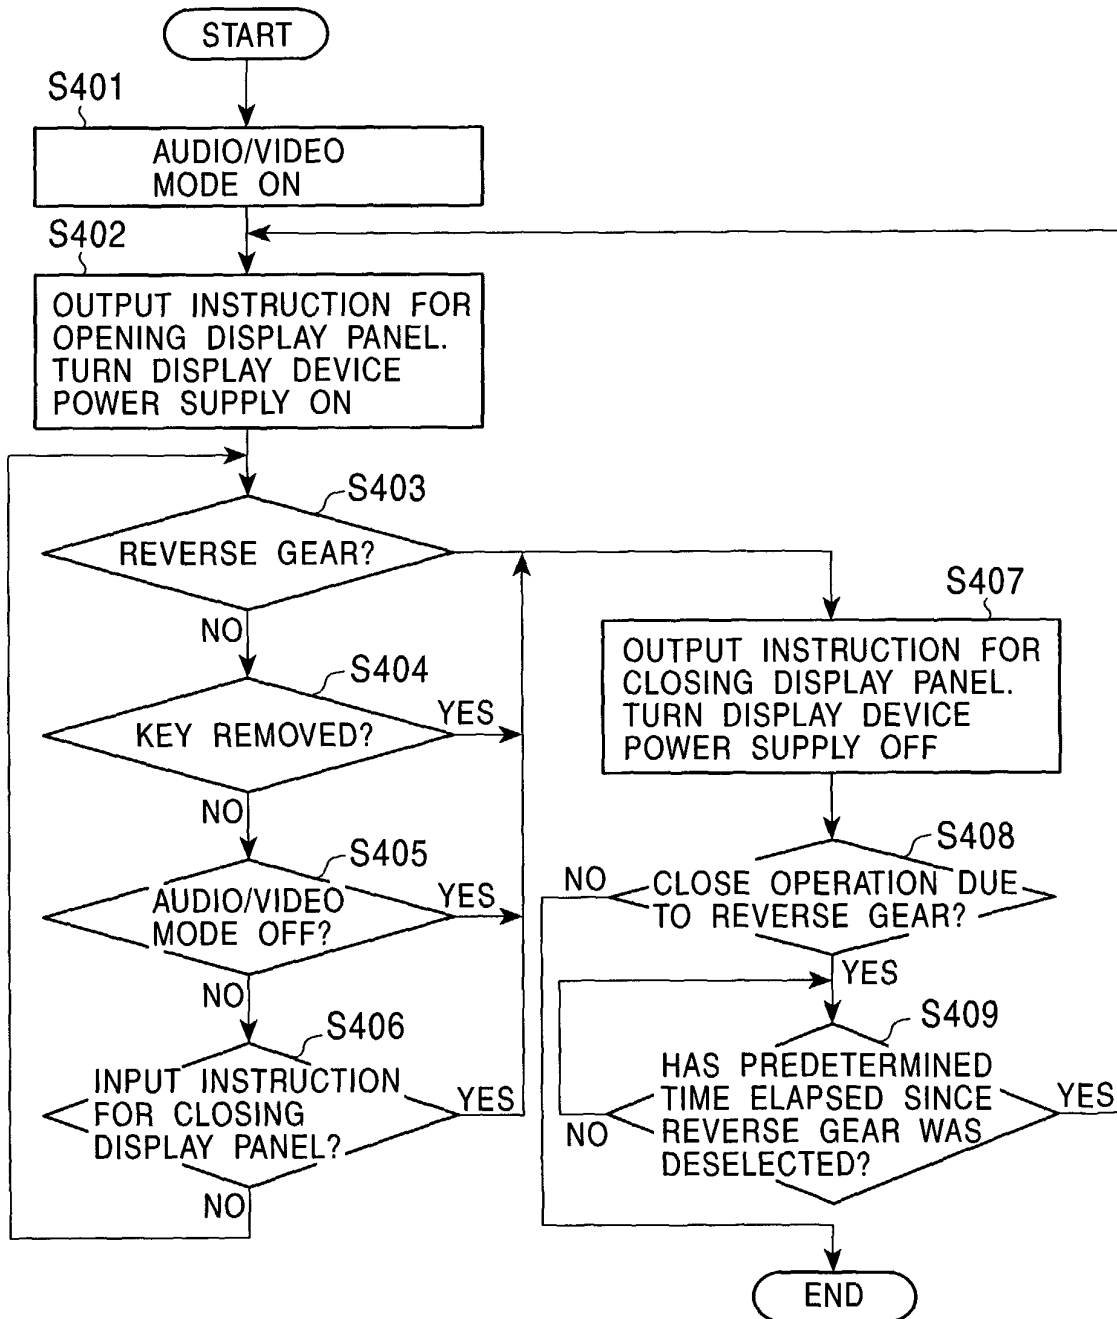 START
S401
AUDIO/VIDEO
MODE ON
S402
OUTPUT INSTRUCTION FOR
OPENING DISPLAY PANEL.
TURN DISPLAY DEVICE
POWER SUPPLY ON
S403
REVERSE GEAR?
NO
S404
KEY REMOVED?
YES
NO
S405
AUDIO/VIDEO
MODE OFF?
YES
NO
S406
INPUT INSTRUCTION
FOR CLOSING
DISPLAY PANEL?
YES
NO
S407
OUTPUT INSTRUCTION FOR
CLOSING DISPLAY PANEL.
TURN DISPLAY DEVICE
POWER SUPPLY OFF
S408
NO
CLOSE OPERATION DUE
TO REVERSE GEAR?
YES
S409
HAS PREDETERMINED
TIME ELAPSED SINCE
REVERSE GEAR WAS
DESELECTED?
YES
NO
END